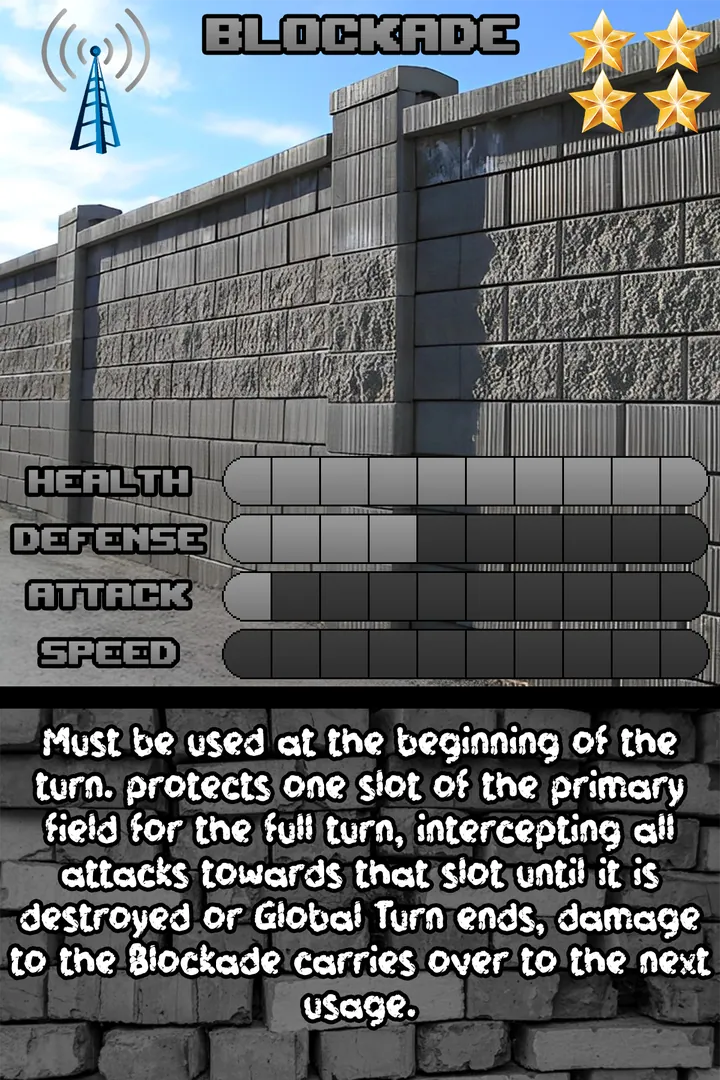 BLOCKADE
HEALTH
DEFENSE
ATTACK
SPEED
Must be used at the beginning of the
turn. protects one slot of the primary
field for the full turn, intercepting all
attacks towards that slot until it is
destroyed or Global Turn ends, damage
to the Blockade carries over to the next
usage.